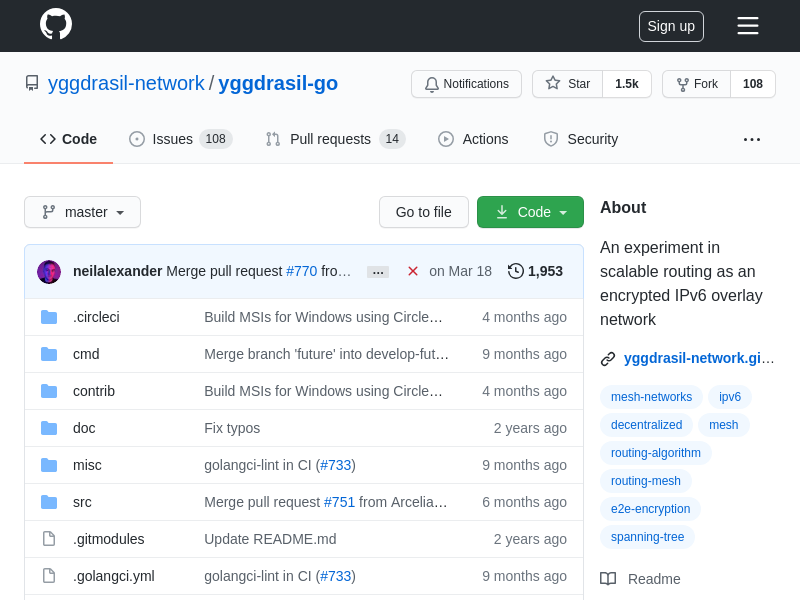 Sign up
yggdrasil-network / yggdrasil-go
Notifications
Star 1.5k
Fork 108
Code
Issues 108
Pull requests 14
Actions
Security
master
Go to file
Code
neilalexander Merge pull request #770 fro… ... on Mar 18 1,953
.circleci Build MSIs for Windows using Circle… 4 months ago
cmd Merge branch 'future' into develop-fut… 9 months ago
contrib Build MSIs for Windows using Circle… 4 months ago
doc Fix typos 2 years ago
misc golangci-lint in CI (#733) 9 months ago
src Merge pull request #751 from Arcelia… 6 months ago
.gitmodules Update README.md 2 years ago
.golangci.yml golangci-lint in CI (#733) 9 months ago
About
An experiment in
scalable routing as an
encrypted IPv6 overlay
network
yggdrasil-network.gi…
mesh-networks ipv6
decentralized mesh
routing-algorithm
routing-mesh
e2e-encryption
spanning-tree
Readme